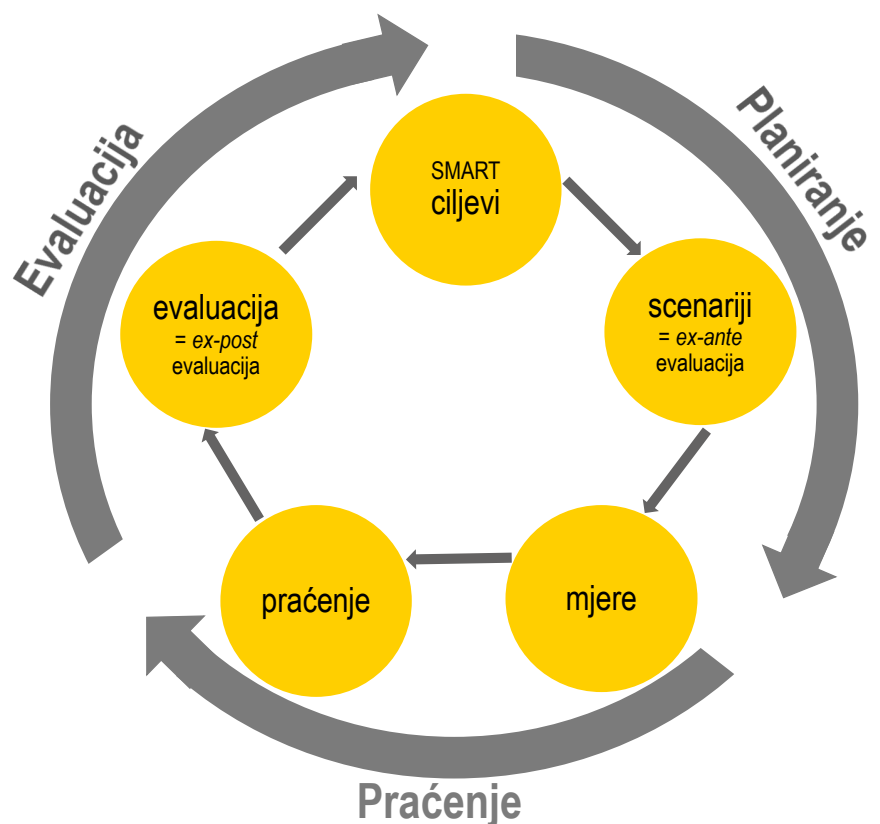 Evaluacija
Planiranje
SMART
ciljevi
evaluacija
= ex-post
evaluacija
scenariji
= ex-ante
evaluacija
praćenje
mjere
Praćenje